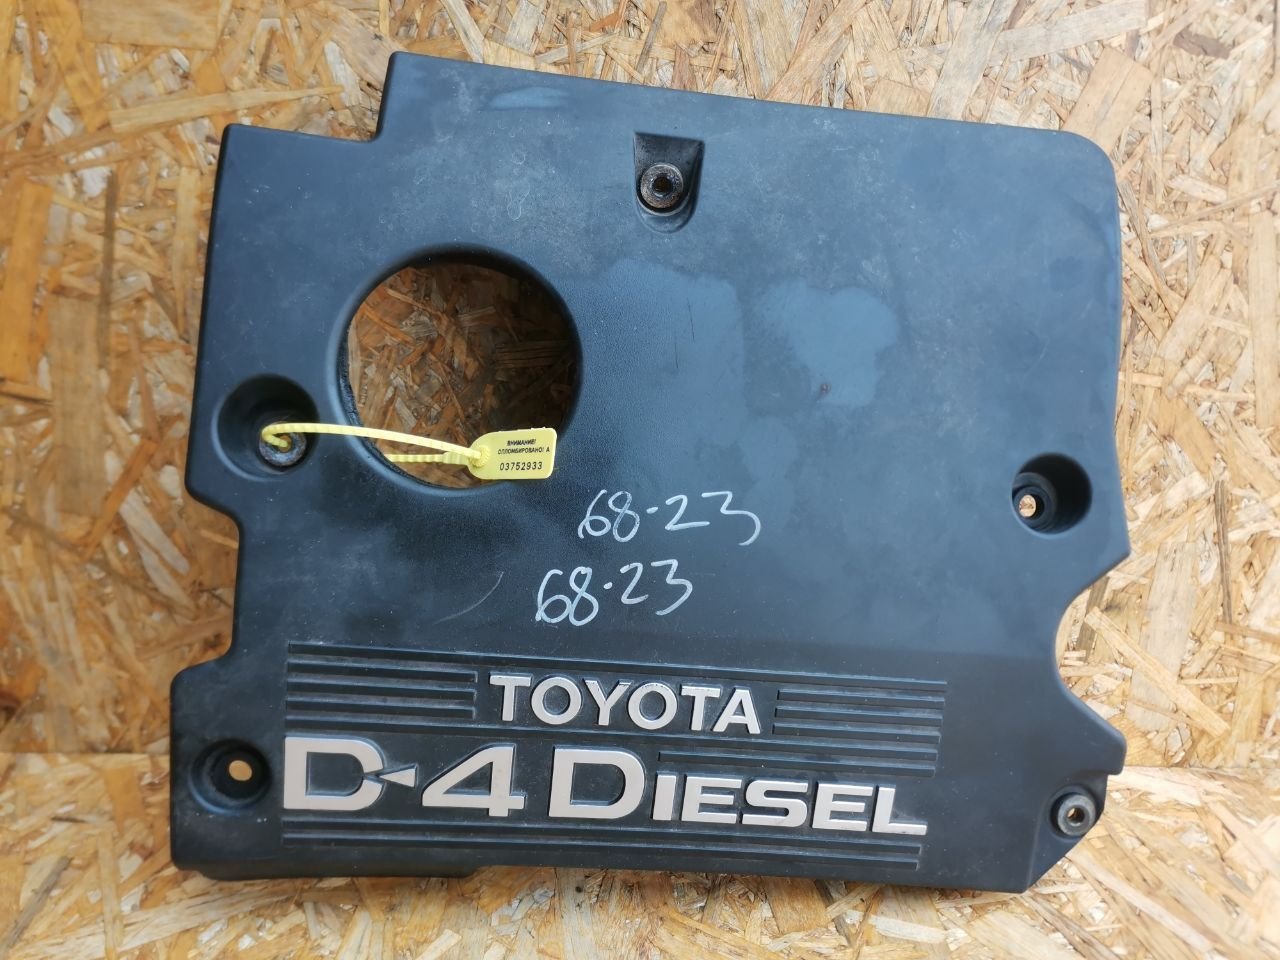 ВНИМАНИЕ!
ОПЛОМБИРОВАНО! А
03752933
68-23
68-23
TOYOTA
D-4 DIESEL